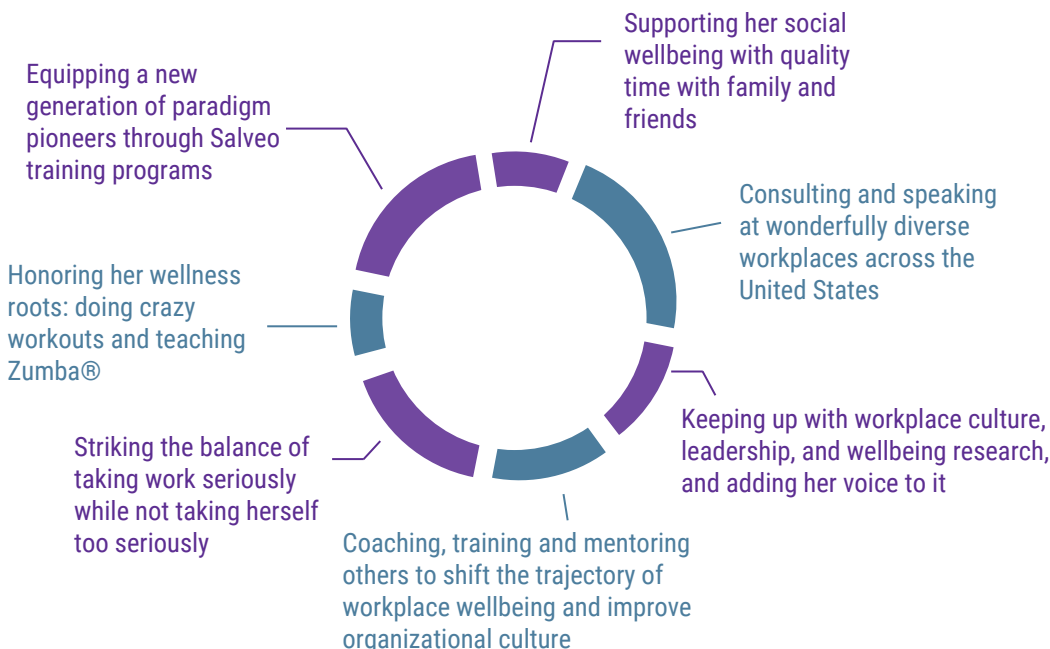 Supporting her social
wellbeing with quality
time with family and
friends
Equipping a new
generation of paradigm
pioneers through Salveo
training programs
Consulting and speaking
at wonderfully diverse
workplaces across the
United States
Honoring her wellness
roots: doing crazy
workouts and teaching
Zumba®
Keeping up with workplace culture,
leadership, and wellbeing research,
and adding her voice to it
Striking the balance of
taking work seriously
while not taking herself
too seriously
Coaching, training and mentoring
others to shift the trajectory of
workplace wellbeing and improve
organizational culture